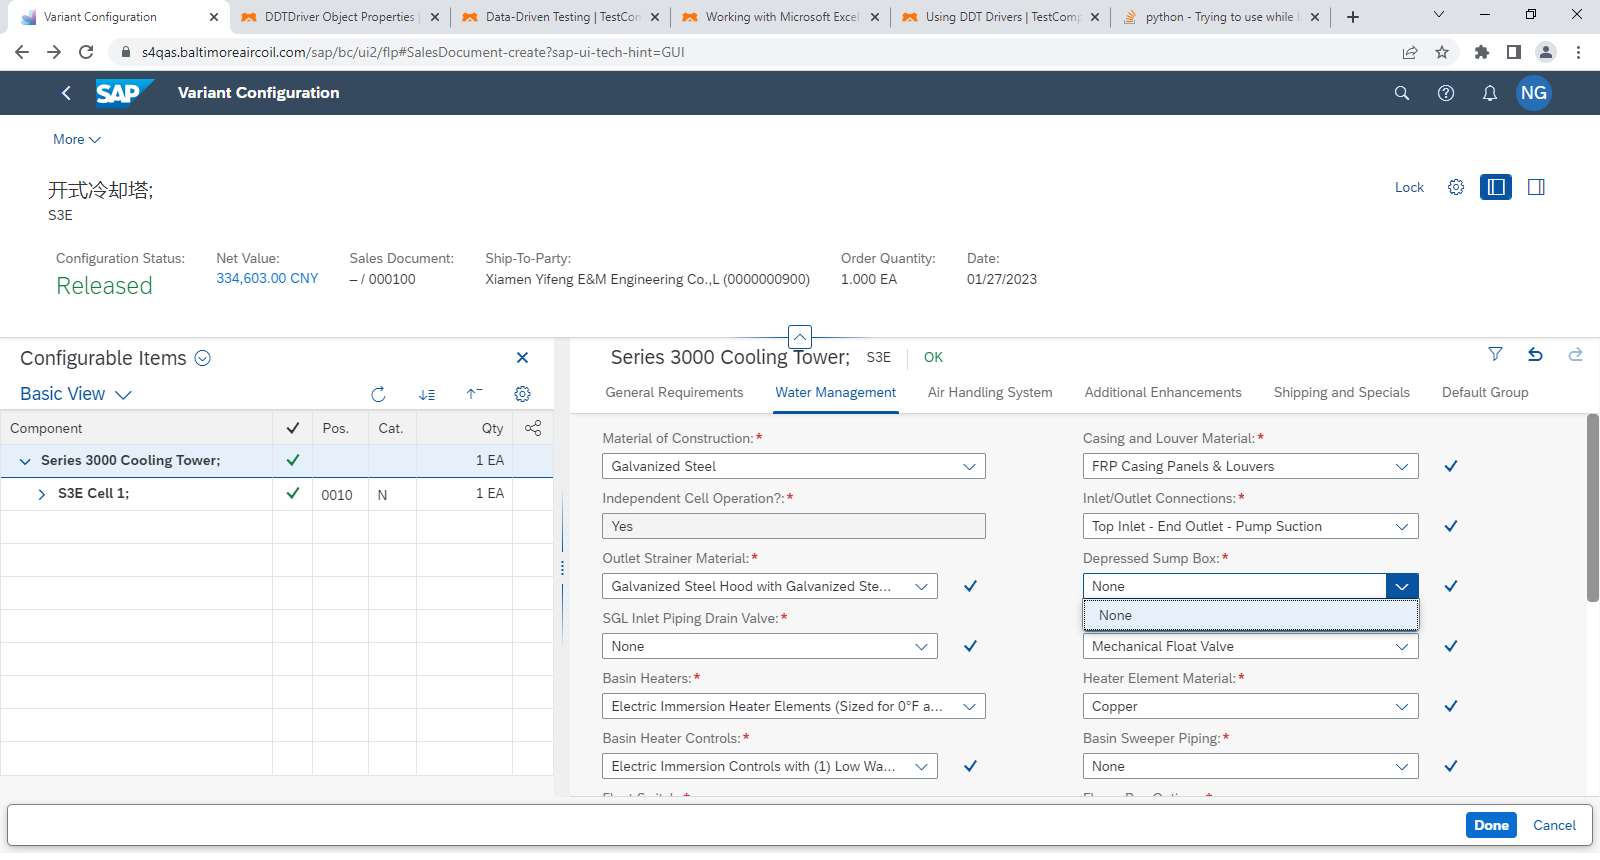 Variant Configuration
DDTDriver Object Properties
Data-Driven Testing | TestCom
Working with Microsoft Excel
Using DDT Drivers | TestComp
python - Trying to use while l
s4qas.baltimoreaircoil.com/sap/bc/ui2/flp#SalesDocument-create?sap-ui-tech-hint=GUI
SAP
Variant Configuration
NG
More
开式冷却塔;
S3E
Lock
Configuration Status:
Released
Net Value:
334,603.00 CNY
Sales Document:
– / 000100
Ship-To-Party:
Xiamen Yifeng E&M Engineering Co.,L (0000000900)
Order Quantity:
1.000 EA
Date:
01/27/2023
Configurable Items
Basic View
Component Pos. Cat. Qty
Series 3000 Cooling Tower; 1 EA
S3E Cell 1; 0010 N 1 EA
Series 3000 Cooling Tower; S3E OK
General Requirements Water Management Air Handling System Additional Enhancements Shipping and Specials Default Group
Material of Construction:*
Galvanized Steel
Casing and Louver Material:*
FRP Casing Panels & Louvers
Independent Cell Operation?:*
Yes
Inlet/Outlet Connections:*
Top Inlet - End Outlet - Pump Suction
Outlet Strainer Material:*
Galvanized Steel Hood with Galvanized Ste...
Depressed Sump Box:*
None
None
SGL Inlet Piping Drain Valve:*
None
Mechanical Float Valve
Basin Heaters:*
Electric Immersion Heater Elements (Sized for 0°F a...
Heater Element Material:*
Copper
Basin Heater Controls:*
Electric Immersion Controls with (1) Low Wa...
Basin Sweeper Piping:*
None
Done
Cancel